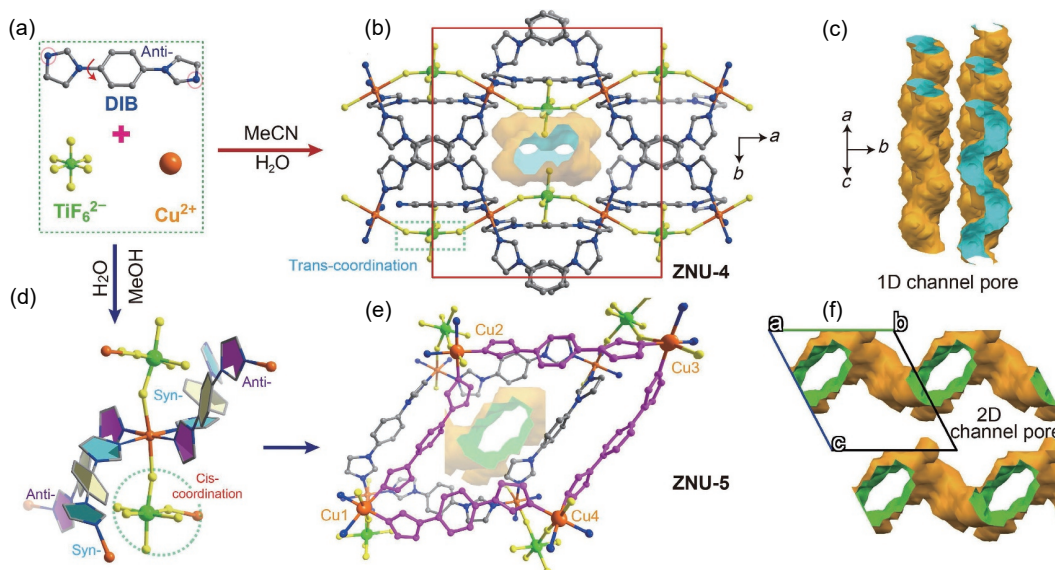 (a)
Anti-
DIB
TiF₆²⁻
Cu²⁺
MeCN
H₂O
(b)
a
b
Trans-coordination
ZNU-4
(c)
a
b
c
1D channel pore
H₂O
MeOH
(d)
Anti-
Syn-
Anti-
Cis-
coordination
Syn-
(e)
Cu2
Cu3
Cu1
Cu4
ZNU-5
(f)
a
b
c
2D
channel pore